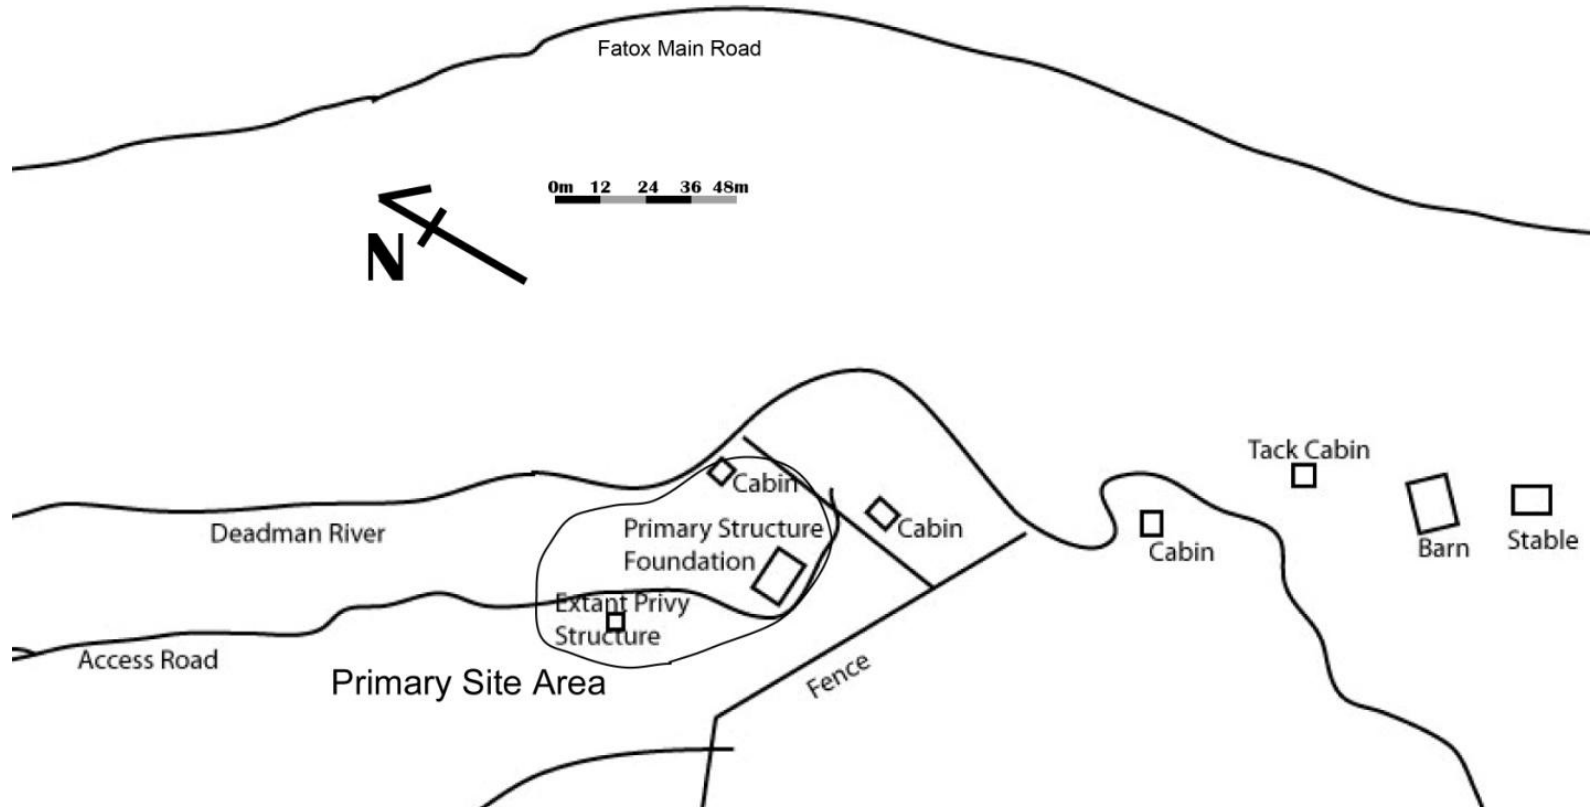 Fatox Main Road
0m 12 24 36 48m
N
Tack Cabin
Cabin
Primary Structure
Foundation
Cabin
Cabin
Barn
Stable
Deadman River
Extant Privy
Structure
Access Road
Primary Site Area
Fence